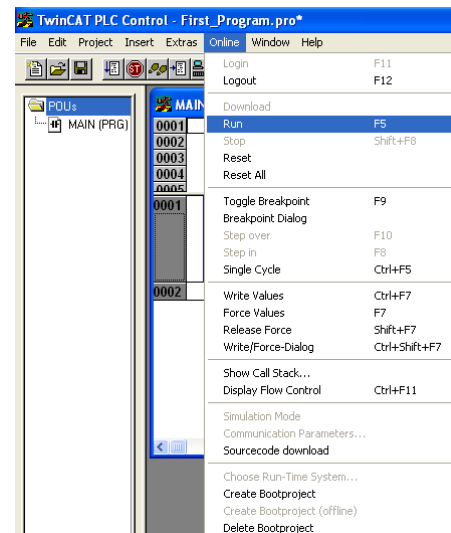 TwinCAT PLC Control - First_Program.pro*
File Edit Project Insert Extras Online Window Help
POUs
MAIN (PRG)
MAIN
0001
0002
0003
0004
0005
0001
0002
Login F11
Logout F12
Download
Run F5
Stop Shift+F8
Reset
Reset All
Toggle Breakpoint F9
Breakpoint Dialog
Step over F10
Step in F8
Single Cycle Ctrl+F5
Write Values Ctrl+F7
Force Values F7
Release Force Shift+F7
Write/Force-Dialog Ctrl+Shift+F7
Show Call Stack...
Display Flow Control Ctrl+F11
Simulation Mode
Communication Parameters...
Sourcecode download
Choose Run-Time System...
Create Bootproject
Create Bootproject (offline)
Delete Bootproject